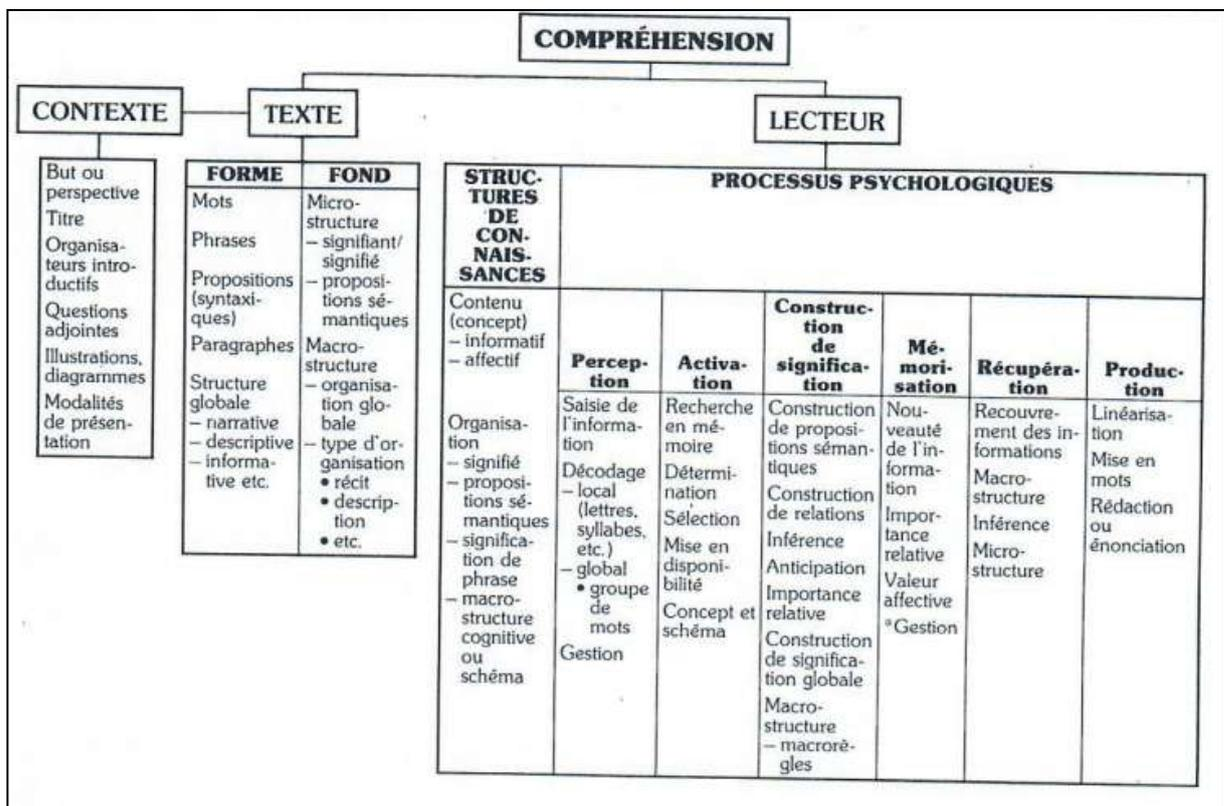 COMPRÉHENSION
CONTEXTE
TEXTE
LECTEUR
But ou
perspective
Titre
Organisa-
teurs intro-
ductifs
Questions
adjointes
Illustrations,
diagrammes
Modalités
de présen-
tation
FORME
Mots
Phrases
Propositions
(syntaxi-
ques)
Paragraphes
Structure
globale
– narrative
– descriptive
– informa-
tive etc.
FOND
Micro-
structure
– signifiant/
signifié
– proposi-
tions sé-
mantiques
Macro-
structure
– organisa-
tion glo-
bale
– type d'or-
ganisation
• récit
• descrip-
tion
• etc.
STRUC-
TURES
DE
CON-
NAIS-
SANCES
Contenu
(concept)
– informatif
– affectif
Organisa-
tion
– signifié
– proposi-
tions sé-
mantiques
– significa-
tion de
phrase
– macro-
structure
cognitive
ou
schéma
PROCESSUS PSYCHOLOGIQUES
Percep-
tion
Saisie de
l'informa-
tion
Décodage
– local
(lettres,
syllabes,
etc.)
– global
• groupe
de
mots
Gestion
Activa-
tion
Recherche
en mé-
moire
Détermi-
nation
Sélection
Mise en
disponi-
bilité
Concept et
schéma
Construc-
tion
de
significa-
tion
Construction
de proposi-
tions séman-
tiques
Construction
de relations
Inférence
Anticipation
Importance
relative
Construction
de significa-
tion globale
Macro-
structure
– macrorè-
gles
Mé-
mori-
sation
Nou-
veauté
de l'in-
forma-
tion
Impor-
tance
relative
Valeur
affective
*Gestion
Récupéra-
tion
Recouvre-
ment des in-
formations
Macro-
structure
Inférence
Micro-
structure
Produc-
tion
Linéarisa-
tion
Mise en
mots
Rédaction
ou
énonciation